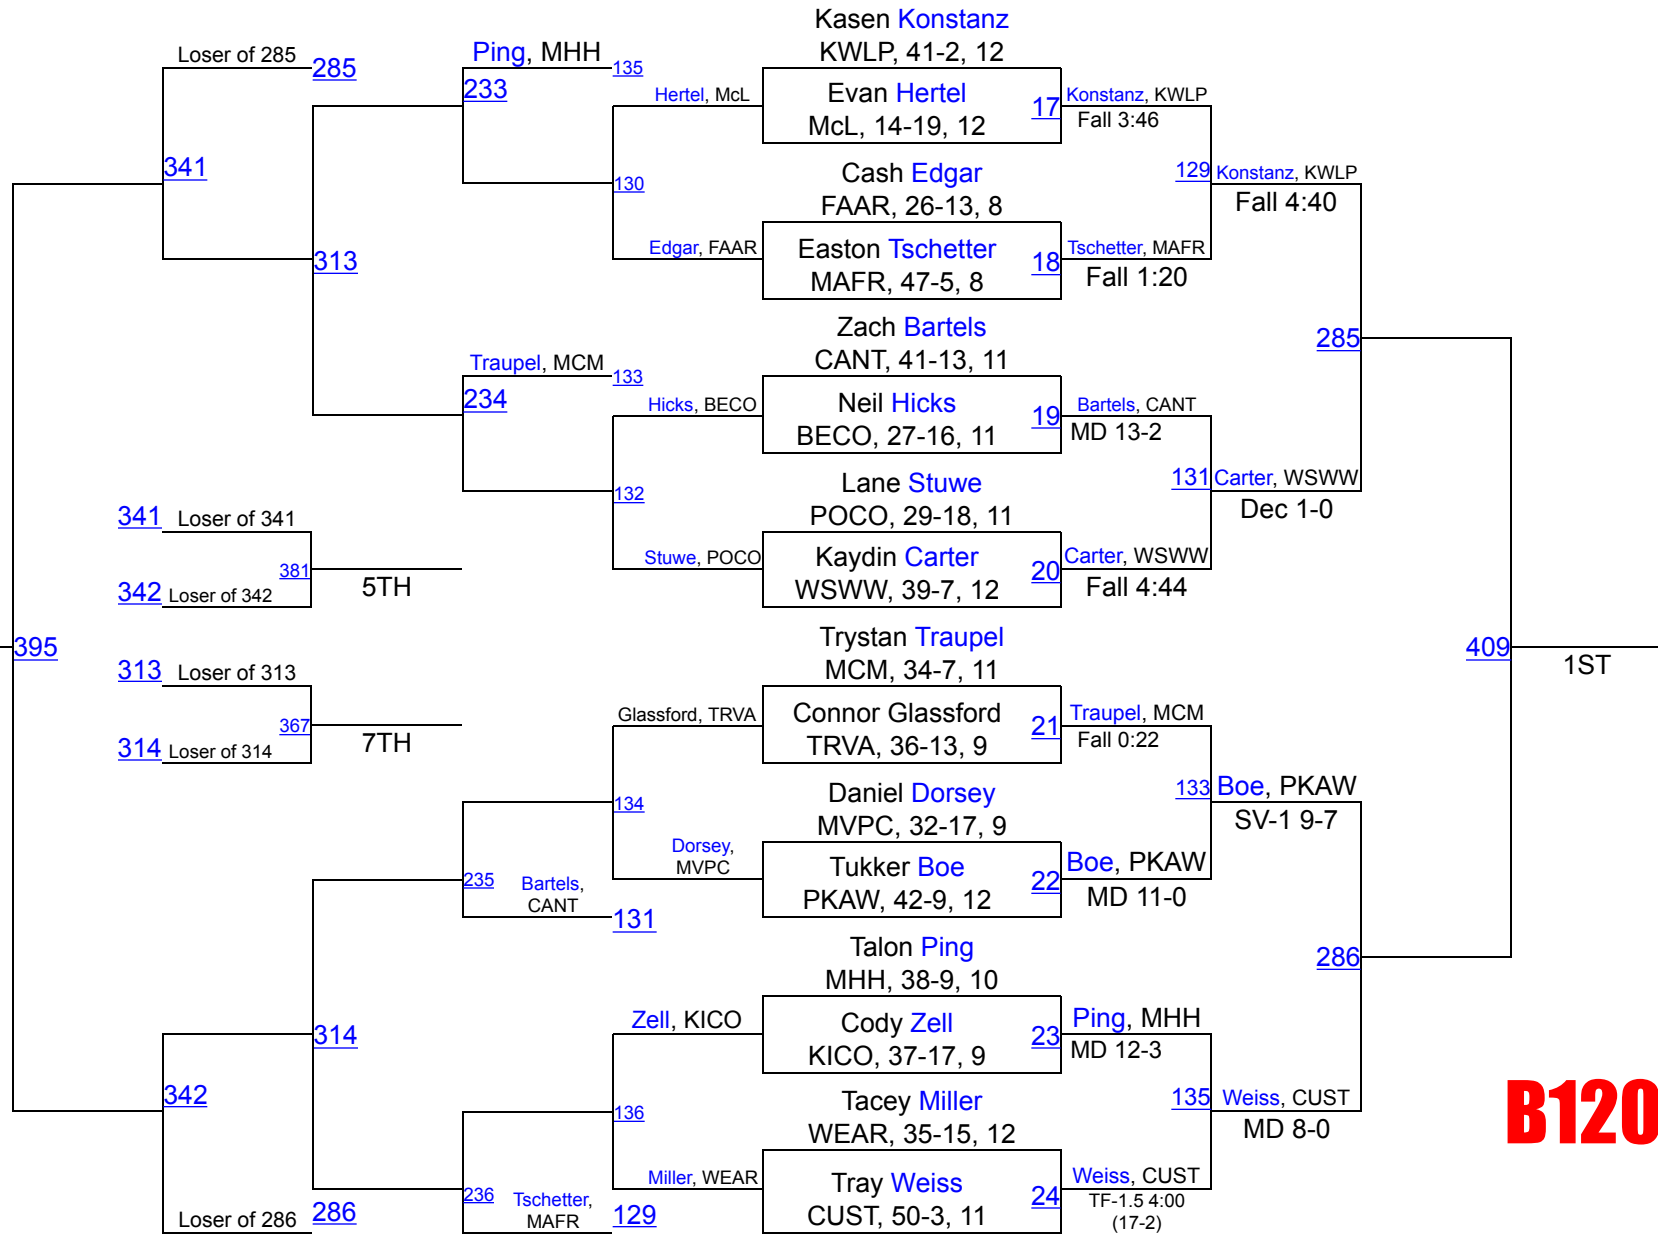 Kasen Konstanz
KWLP, 41-2, 12
Loser of 285
285
Ping, MHH
135
233
Hertel, McL
Evan Hertel
McL, 14-19, 12
17
Konstanz, KWLP
Fall 3:46
341
130
Cash Edgar
FAAR, 26-13, 8
129
Konstanz, KWLP
Fall 4:40
313
Edgar, FAAR
Easton Tschetter
MAFR, 47-5, 8
18
Tschetter, MAFR
Fall 1:20
Zach Bartels
CANT, 41-13, 11
285
Traupel, MCM
133
234
Hicks, BECO
Neil Hicks
BECO, 27-16, 11
19
Bartels, CANT
MD 13-2
132
Lane Stuwe
POCO, 29-18, 11
131
Carter, WSWW
Dec 1-0
341
Loser of 341
381
5TH
342
Loser of 342
Stuwe, POCO
Kaydin Carter
WSWW, 39-7, 12
20
Carter, WSWW
Fall 4:44
395
Trystan Traupel
MCM, 34-7, 11
409
1ST
313
Loser of 313
367
7TH
314
Loser of 314
Glassford, TRVA
Connor Glassford
TRVA, 36-13, 9
21
Traupel, MCM
Fall 0:22
134
Daniel Dorsey
MVPC, 32-17, 9
133
Boe, PKAW
SV-1 9-7
Dorsey,
MVPC
Tukker Boe
PKAW, 42-9, 12
22
Boe, PKAW
MD 11-0
235
Bartels,
CANT
131
Talon Ping
MHH, 38-9, 10
286
314
Zell, KICO
Cody Zell
KICO, 37-17, 9
23
Ping, MHH
MD 12-3
342
136
Tacey Miller
WEAR, 35-15, 12
135
Weiss, CUST
MD 8-0
B120
Miller, WEAR
Tray Weiss
CUST, 50-3, 11
24
Weiss, CUST
TF-1.5 4:00
(17-2)
236
Tschetter,
MAFR
129
Loser of 286
286